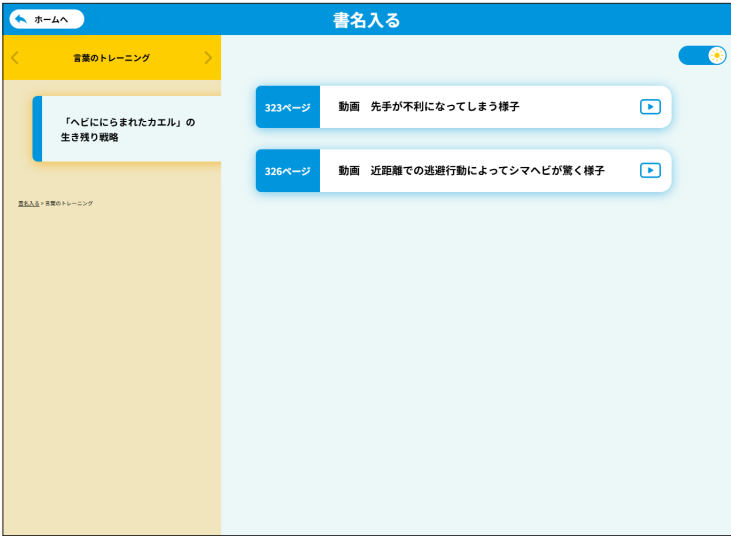 ホームへ
書名入る
言葉のトレーニング
「ヘビににらまれたカエル」の
生き残り戦略
書名入る > 言葉のトレーニング
323ページ
動画　先手が不利になってしまう様子
326ページ
動画　近距離での逃避行動によってシマヘビが驚く様子